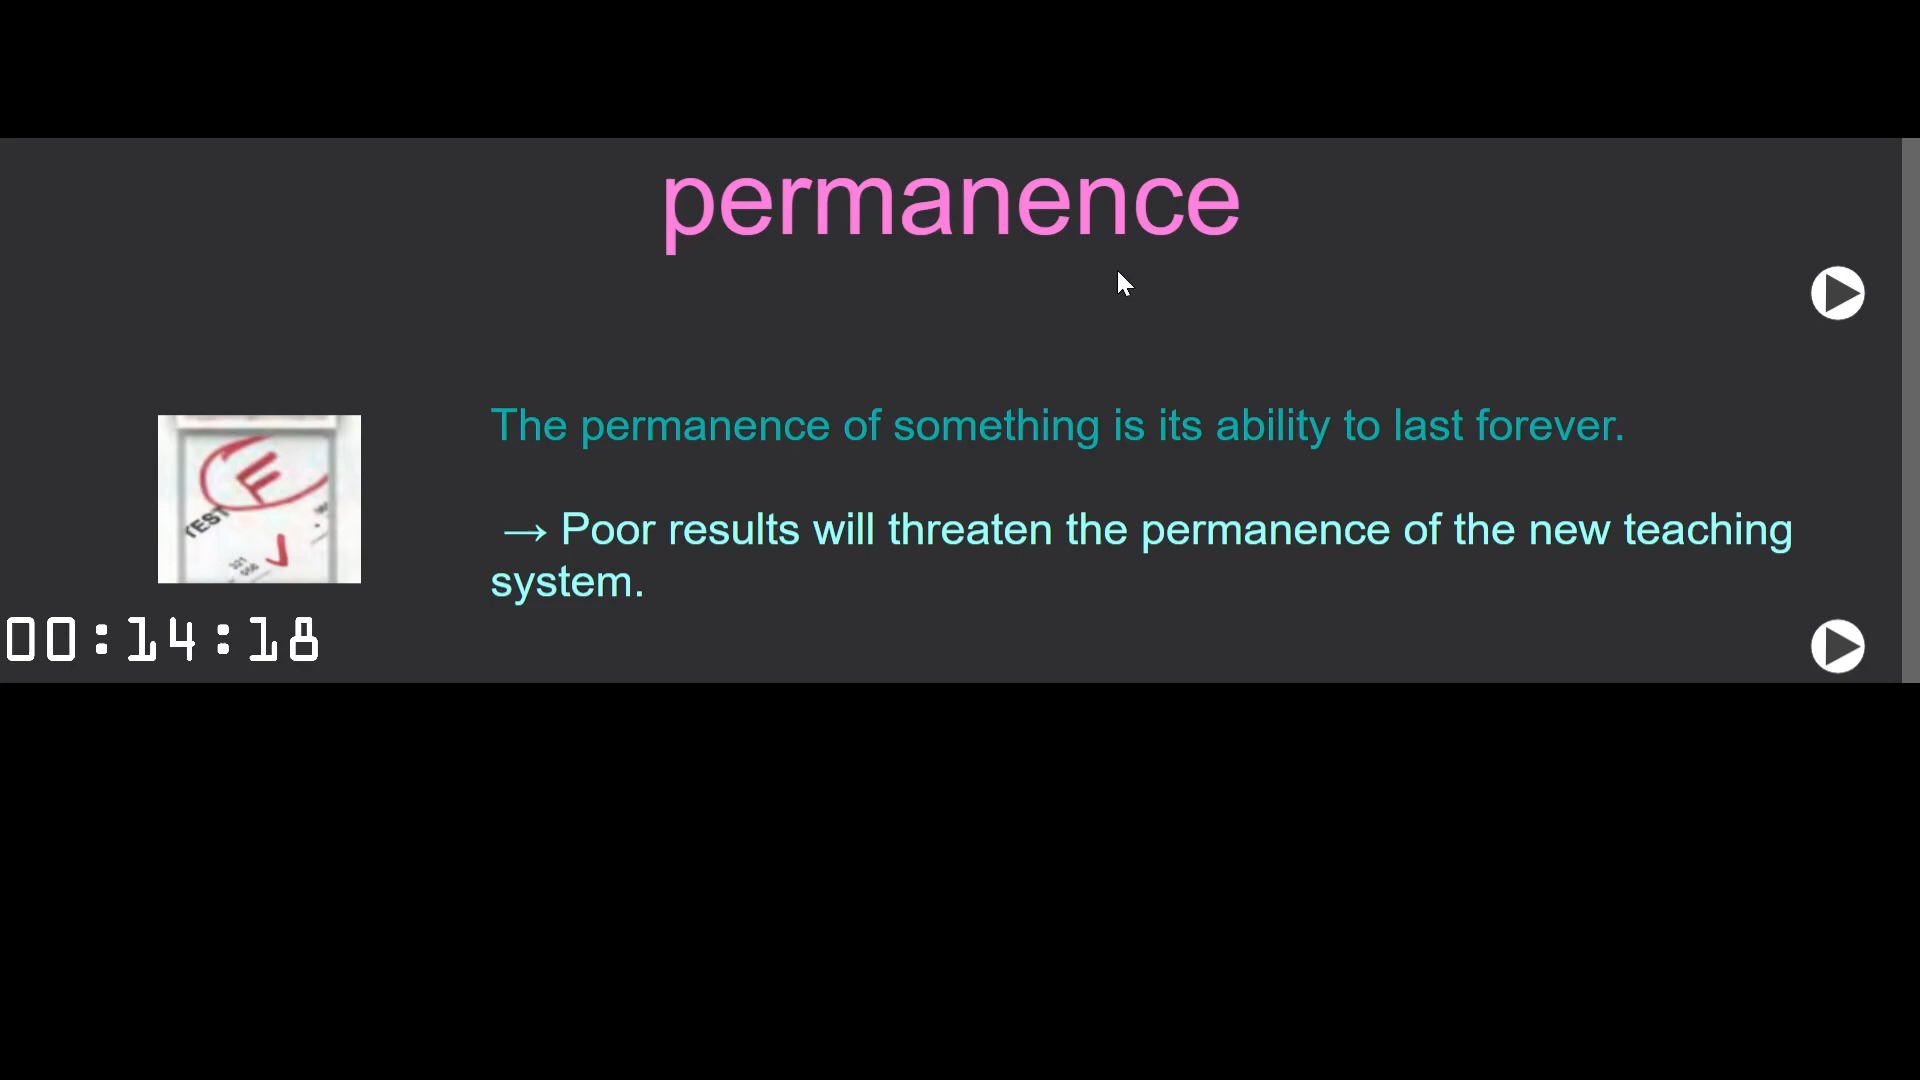 permanence
The permanence of something is its ability to last forever.
→ Poor results will threaten the permanence of the new teaching
system.
F
TEST
00:14:18